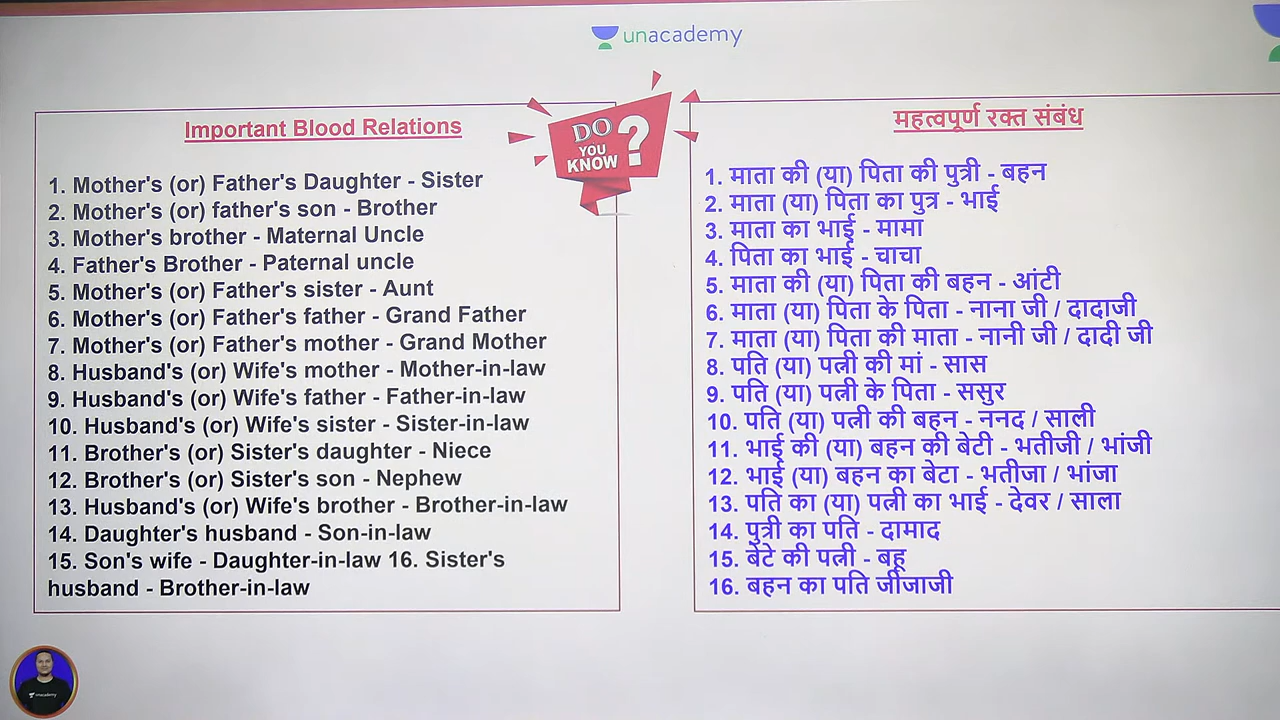 unacademy
Important Blood Relations
1. Mother's (or) Father's Daughter - Sister
2. Mother's (or) father's son - Brother
3. Mother's brother - Maternal Uncle
4. Father's Brother - Paternal uncle
5. Mother's (or) Father's sister - Aunt
6. Mother's (or) Father's father - Grand Father
7. Mother's (or) Father's mother - Grand Mother
8. Husband's (or) Wife's mother - Mother-in-law
9. Husband's (or) Wife's father - Father-in-law
10. Husband's (or) Wife's sister - Sister-in-law
11. Brother's (or) Sister's daughter - Niece
12. Brother's (or) Sister's son - Nephew
13. Husband's (or) Wife's brother - Brother-in-law
14. Daughter's husband - Son-in-law
15. Son's wife - Daughter-in-law 16. Sister's
husband - Brother-in-law
DO
YOU
KNOW
?
महत्वपूर्ण रक्त संबंध
1. माता की (या) पिता की पुत्री - बहन
2. माता (या) पिता का पुत्र - भाई
3. माता का भाई - मामा
4. पिता का भाई - चाचा
5. माता की (या) पिता की बहन - आंटी
6. माता (या) पिता के पिता - नाना जी / दादाजी
7. माता (या) पिता की माता - नानी जी / दादी जी
8. पति (या) पत्नी की मां - सास
9. पति (या) पत्नी के पिता - ससुर
10. पति (या) पत्नी की बहन - ननद / साली
11. भाई की (या) बहन की बेटी - भतीजी / भांजी
12. भाई (या) बहन का बेटा - भतीजा / भांजा
13. पति का (या) पत्नी का भाई - देवर / साला
14. पुत्री का पति - दामाद
15. बेटे की पत्नी - बहू
16. बहन का पति जीजाजी
unacademy